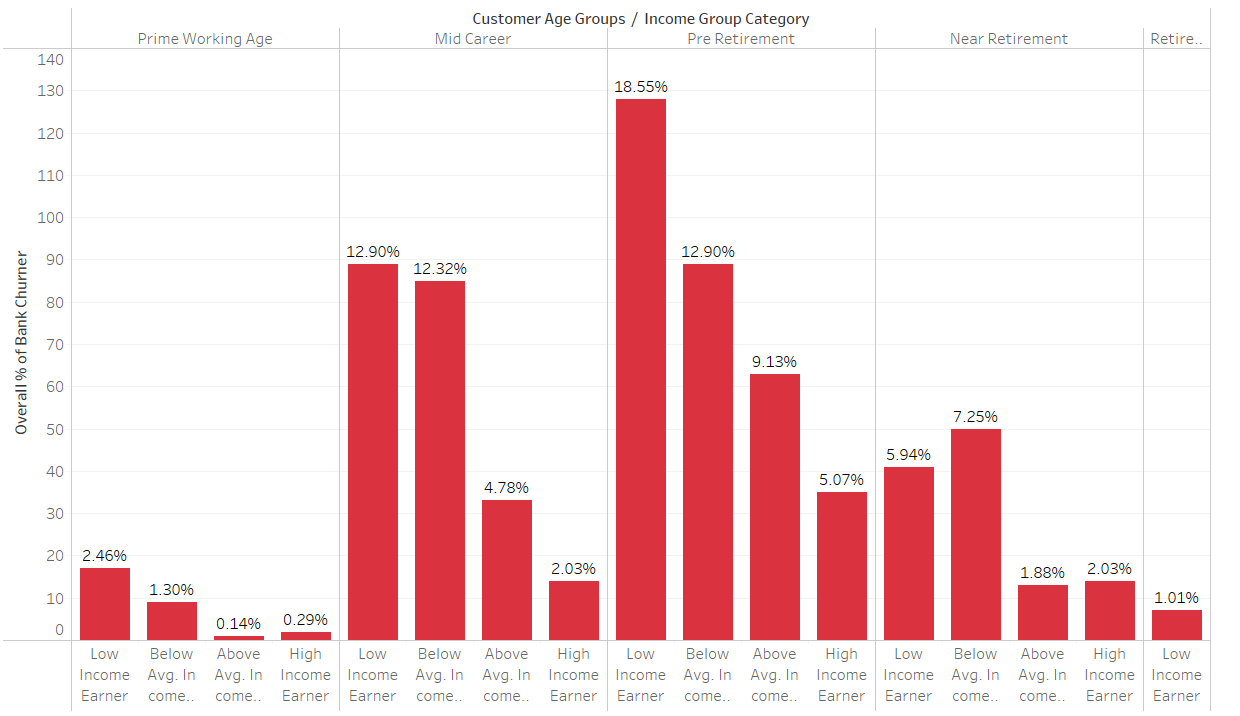 Customer Age Groups / Income Group Category
Prime Working Age
Mid Career
Pre Retirement
Near Retirement
Retire..
Overall % of Bank Churner
140
130
120
110
100
90
80
70
60
50
40
30
20
10
0
2.46%
1.30%
0.14%
0.29%
12.90%
12.32%
4.78%
2.03%
18.55%
12.90%
9.13%
5.07%
5.94%
7.25%
1.88%
2.03%
1.01%
Low
Income
Earner
Below
Avg. In
come..
Above
Avg. In
come..
High
Income
Earner
Low
Income
Earner
Below
Avg. In
come..
Above
Avg. In
come..
High
Income
Earner
Low
Income
Earner
Below
Avg. In
come..
Above
Avg. In
come..
High
Income
Earner
Low
Income
Earner
Below
Avg. In
come..
Above
Avg. In
come..
High
Income
Earner
Low
Income
Earner